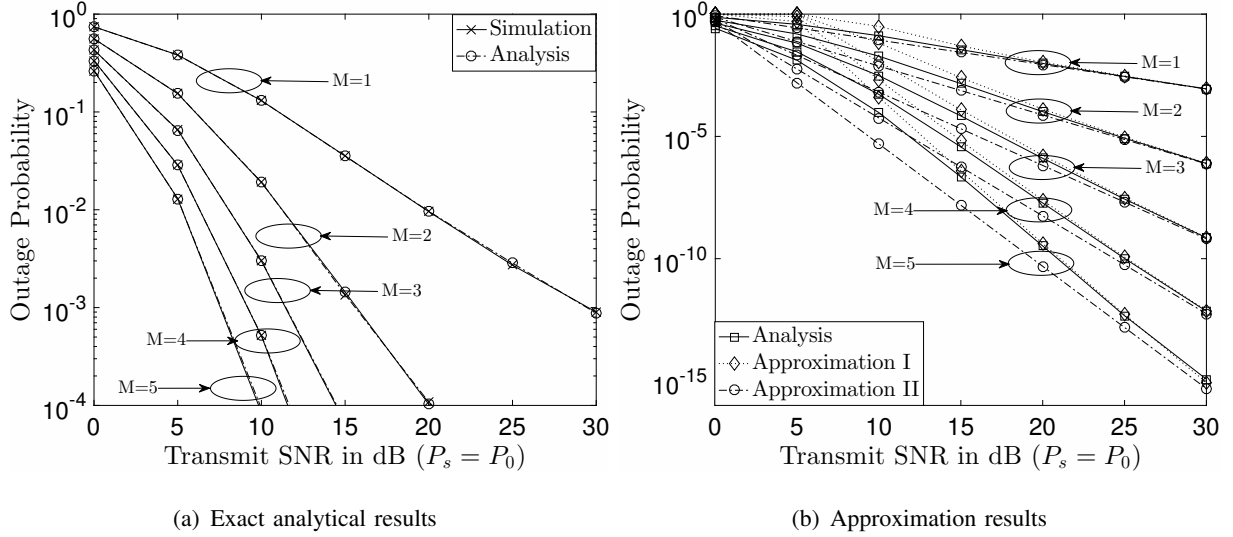 Outage Probability
10^0
10^-1
10^-2
10^-3
10^-4
Simulation
Analysis
M=1
M=2
M=3
M=4
M=5
0 5 10 15 20 25 30
Transmit SNR in dB (P_s = P_0)
(a) Exact analytical results
Outage Probability
10^0
10^-5
10^-10
10^-15
M=1
M=2
M=3
M=4
M=5
Analysis
Approximation I
Approximation II
0 5 10 15 20 25 30
Transmit SNR in dB (P_s = P_0)
(b) Approximation results